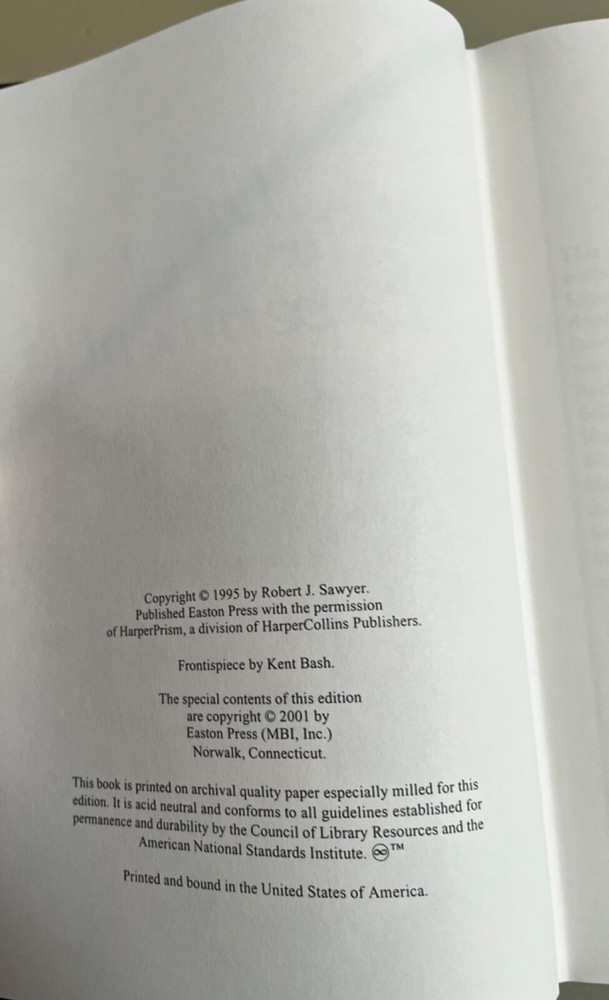 Copyright © 1995 by Robert J. Sawyer.
Published Easton Press with the permission
of HarperPrism, a division of HarperCollins Publishers.
Frontispiece by Kent Bash.
The special contents of this edition
are copyright © 2001 by
Easton Press (MBI, Inc.)
Norwalk, Connecticut.
This book is printed on archival quality paper especially milled for this
edition. It is acid neutral and conforms to all guidelines established for
permanence and durability by the Council of Library Resources and the
American National Standards Institute. ♾™
Printed and bound in the United States of America.